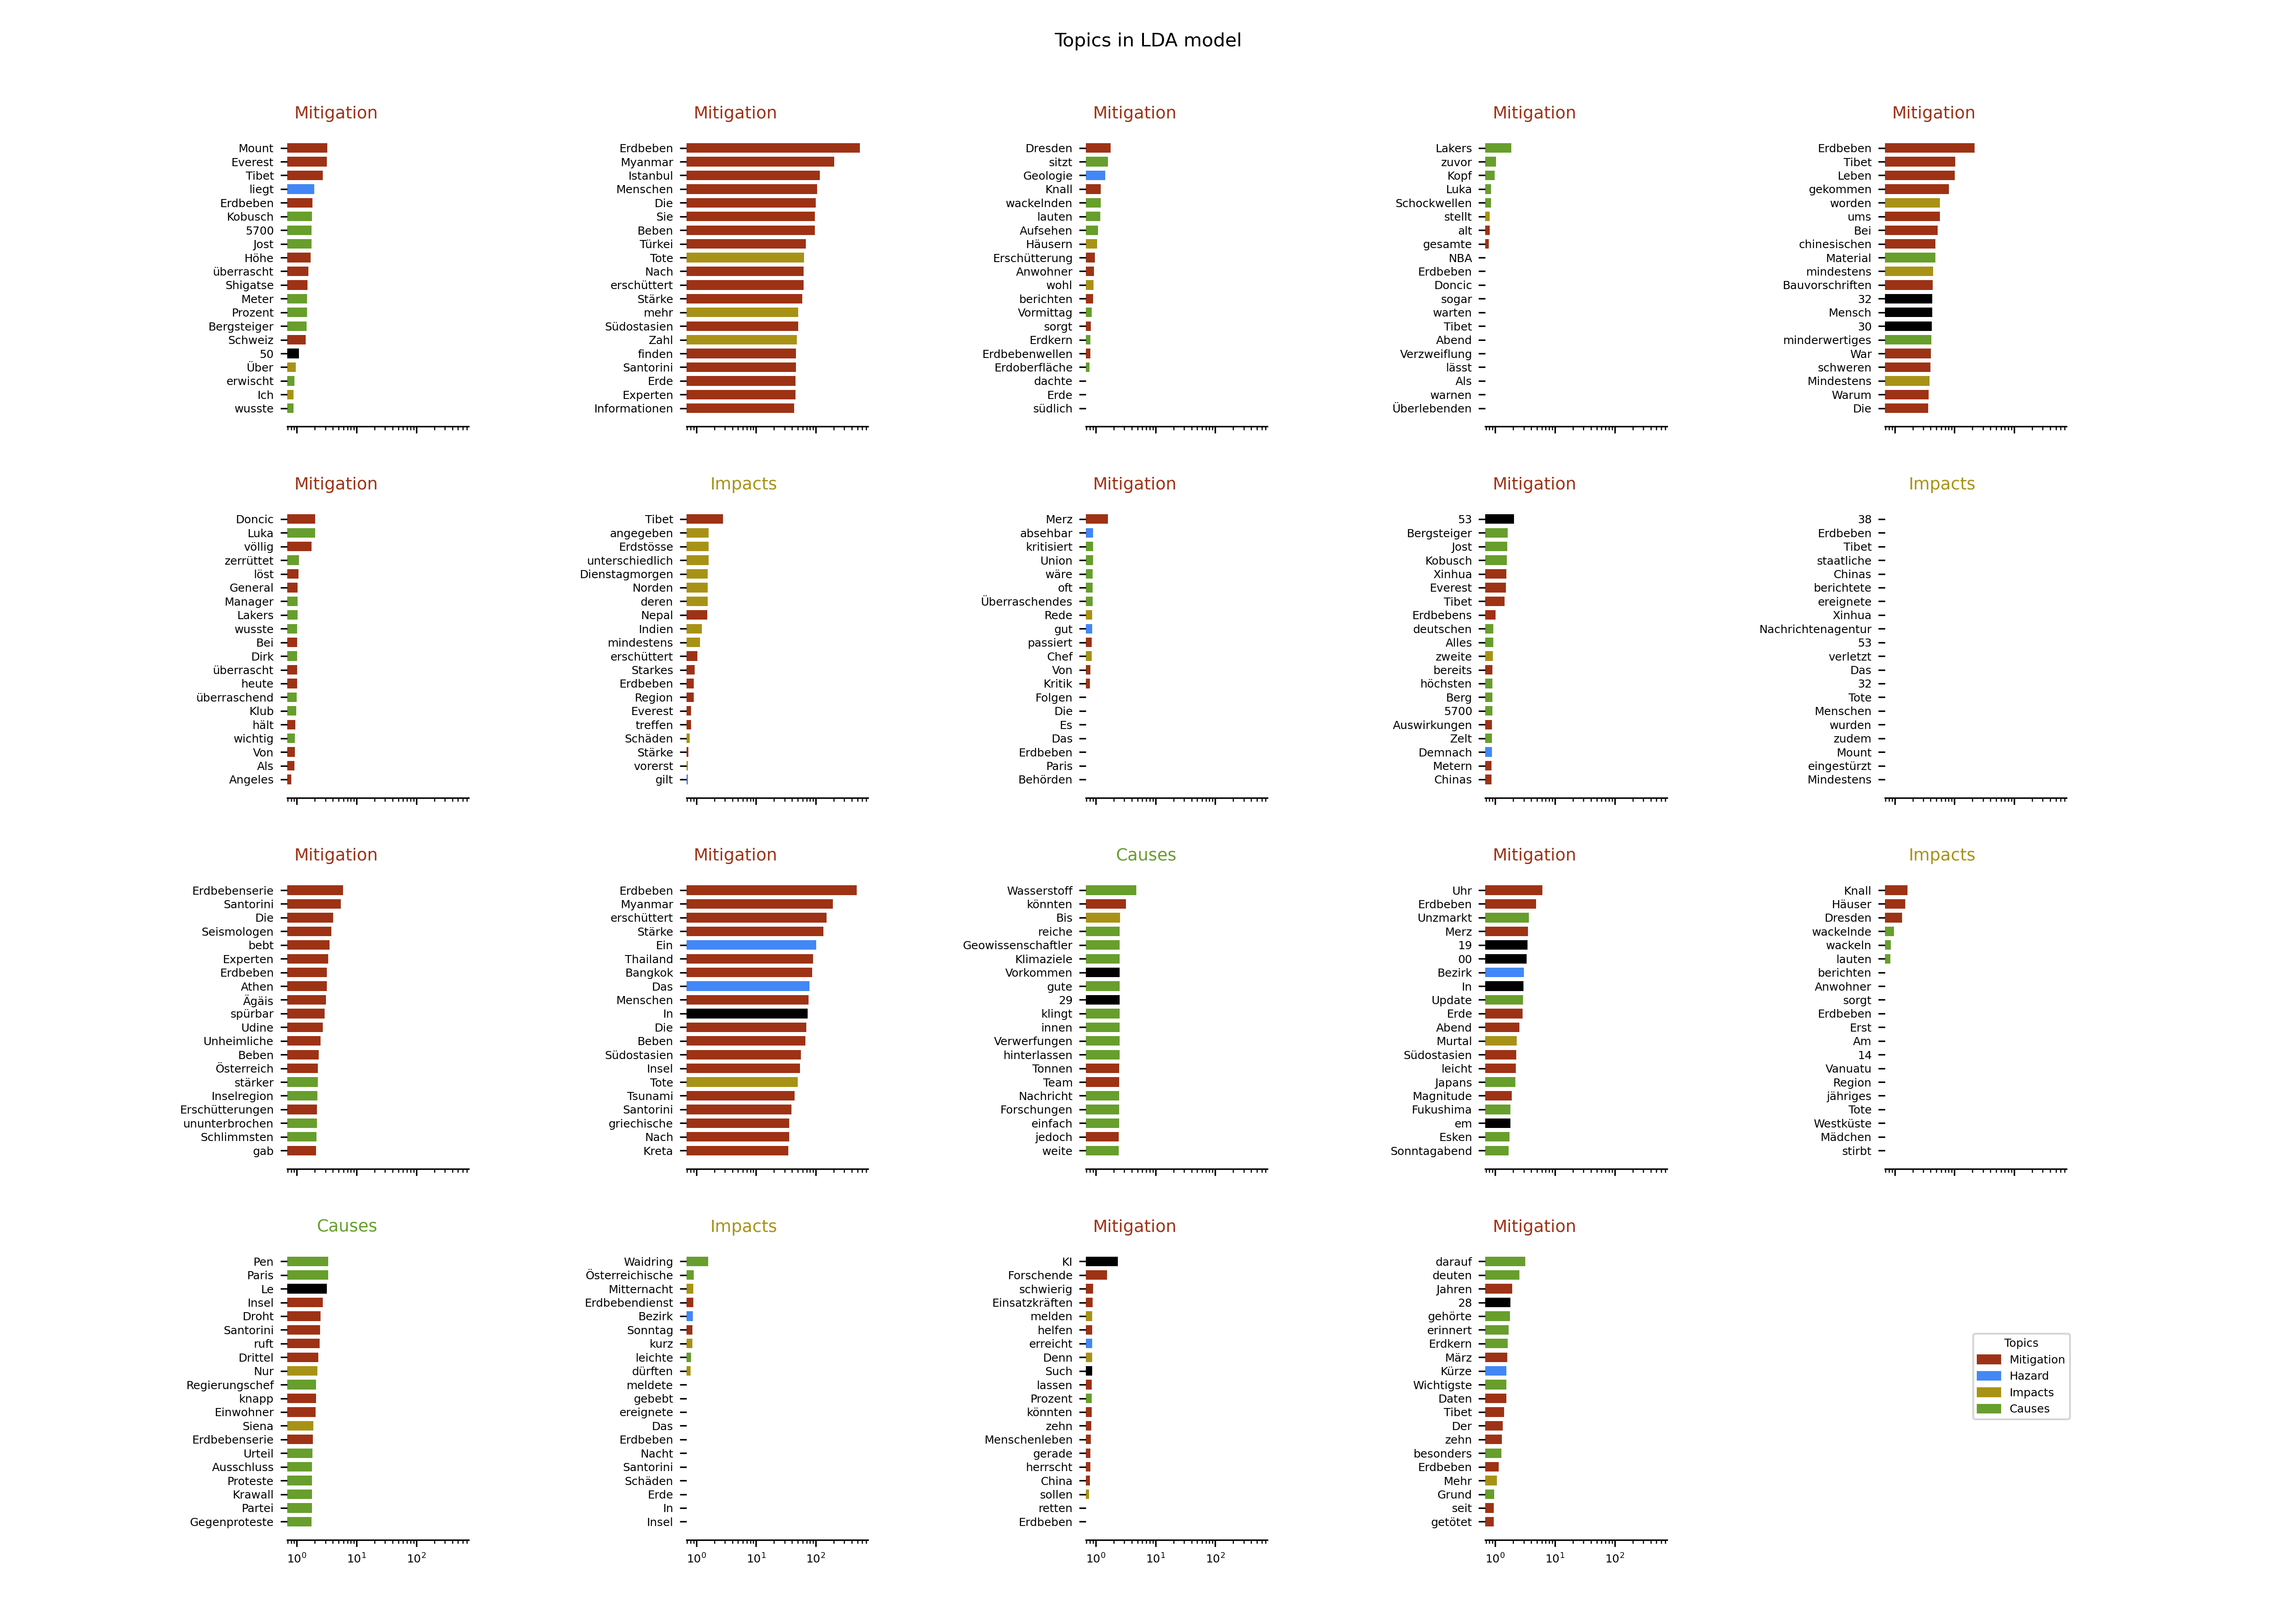 Topics in LDA model
Mitigation
Mount
Everest
Tibet
liegt
Erdbeben
Kobusch
5700
Jost
Höhe
überrascht
Shigatse
Meter
Prozent
Bergsteiger
Schweiz
50
Über
erwischt
Ich
wusste
Mitigation
Erdbeben
Myanmar
Istanbul
Menschen
Die
Sie
Beben
Türkei
Tote
Nach
erschüttert
Stärke
mehr
Südostasien
Zahl
finden
Santorini
Erde
Experten
Informationen
Mitigation
Dresden
sitzt
Geologie
Knall
wackelnden
lauten
Aufsehen
Häusern
Erschütterung
Anwohner
wohl
berichten
Vormittag
sorgt
Erdkern
Erdbebenwellen
Erdoberfläche
dachte
Erde
südlich
Mitigation
Lakers
zuvor
Kopf
Luka
Schockwellen
stellt
alt
gesamte
NBA
Erdbeben
Doncic
sogar
warten
Tibet
Abend
Verzweiflung
lässt
Als
warnen
Überlebenden
Mitigation
Erdbeben
Tibet
Leben
gekommen
worden
ums
Bei
chinesischen
Material
mindestens
Bauvorschriften
32
Mensch
30
minderwertiges
War
schweren
Mindestens
Warum
Die
Mitigation
Doncic
Luka
völlig
zerrüttet
löst
General
Manager
Lakers
wusste
Bei
Dirk
überrascht
heute
überraschend
Klub
hält
wichtig
Von
Als
Angeles
Impacts
Tibet
angegeben
Erdstösse
unterschiedlich
Dienstagmorgen
Norden
deren
Nepal
Indien
mindestens
erschüttert
Starkes
Erdbeben
Region
Everest
treffen
Schäden
Stärke
vorerst
gilt
Mitigation
Merz
absehbar
kritisiert
Union
wäre
oft
Überraschendes
Rede
gut
passiert
Chef
Von
Kritik
Folgen
Die
Es
Das
Erdbeben
Paris
Behörden
Mitigation
53
Bergsteiger
Jost
Kobusch
Xinhua
Everest
Tibet
Erdbebens
deutschen
Alles
zweite
bereits
höchsten
Berg
5700
Auswirkungen
Zelt
Demnach
Metern
Chinas
Impacts
38
Erdbeben
Tibet
staatliche
Chinas
berichtete
ereignete
Xinhua
Nachrichtenagentur
53
verletzt
Das
32
Tote
Menschen
wurden
zudem
Mount
eingestürzt
Mindestens
Mitigation
Erdbebenserie
Santorini
Die
Seismologen
bebt
Experten
Erdbeben
Athen
Ägäis
spürbar
Udine
Unheimliche
Beben
Österreich
stärker
Inselregion
Erschütterungen
ununterbrochen
Schlimmsten
gab
Mitigation
Erdbeben
Myanmar
erschüttert
Stärke
Ein
Thailand
Bangkok
Das
Menschen
In
Die
Beben
Südostasien
Insel
Tote
Tsunami
Santorini
griechische
Nach
Kreta
Causes
Wasserstoff
könnten
Bis
reiche
Geowissenschaftler
Klimaziele
Vorkommen
gute
29
klingt
innen
Verwerfungen
hinterlassen
Tonnen
Team
Nachricht
Forschungen
einfach
jedoch
weite
Mitigation
Uhr
Erdbeben
Unzmarkt
Merz
19
00
Bezirk
In
Update
Erde
Abend
Murtal
Südostasien
leicht
Japans
Magnitude
Fukushima
em
Esken
Sonntagabend
Impacts
Knall
Häuser
Dresden
wackelnde
wackeln
lauten
berichten
Anwohner
sorgt
Erdbeben
Erst
Am
14
Vanuatu
Region
jähriges
Tote
Westküste
Mädchen
stirbt
Causes
Pen
Paris
Le
Insel
Droht
Santorini
ruft
Drittel
Nur
Regierungschef
knapp
Einwohner
Siena
Erdbebenserie
Urteil
Ausschluss
Proteste
Krawall
Partei
Gegenproteste
10⁰ 10¹ 10²
Impacts
Waidring
Österreichische
Mitternacht
Erdbebendienst
Bezirk
Sonntag
kurz
leichte
dürften
meldete
gebebt
ereignete
Das
Erdbeben
Nacht
Santorini
Schäden
Erde
In
Insel
10⁰ 10¹ 10²
Mitigation
KI
Forschende
schwierig
Einsatzkräften
melden
helfen
erreicht
Denn
Such
lassen
Prozent
könnten
zehn
Menschenleben
gerade
herrscht
China
sollen
retten
Erdbeben
10⁰ 10¹ 10²
Mitigation
darauf
deuten
Jahren
28
gehörte
erinnert
Erdkern
März
Kürze
Wichtigste
Daten
Tibet
Der
zehn
besonders
Erdbeben
Mehr
Grund
seit
getötet
10⁰ 10¹ 10²
Topics
Mitigation
Hazard
Impacts
Causes